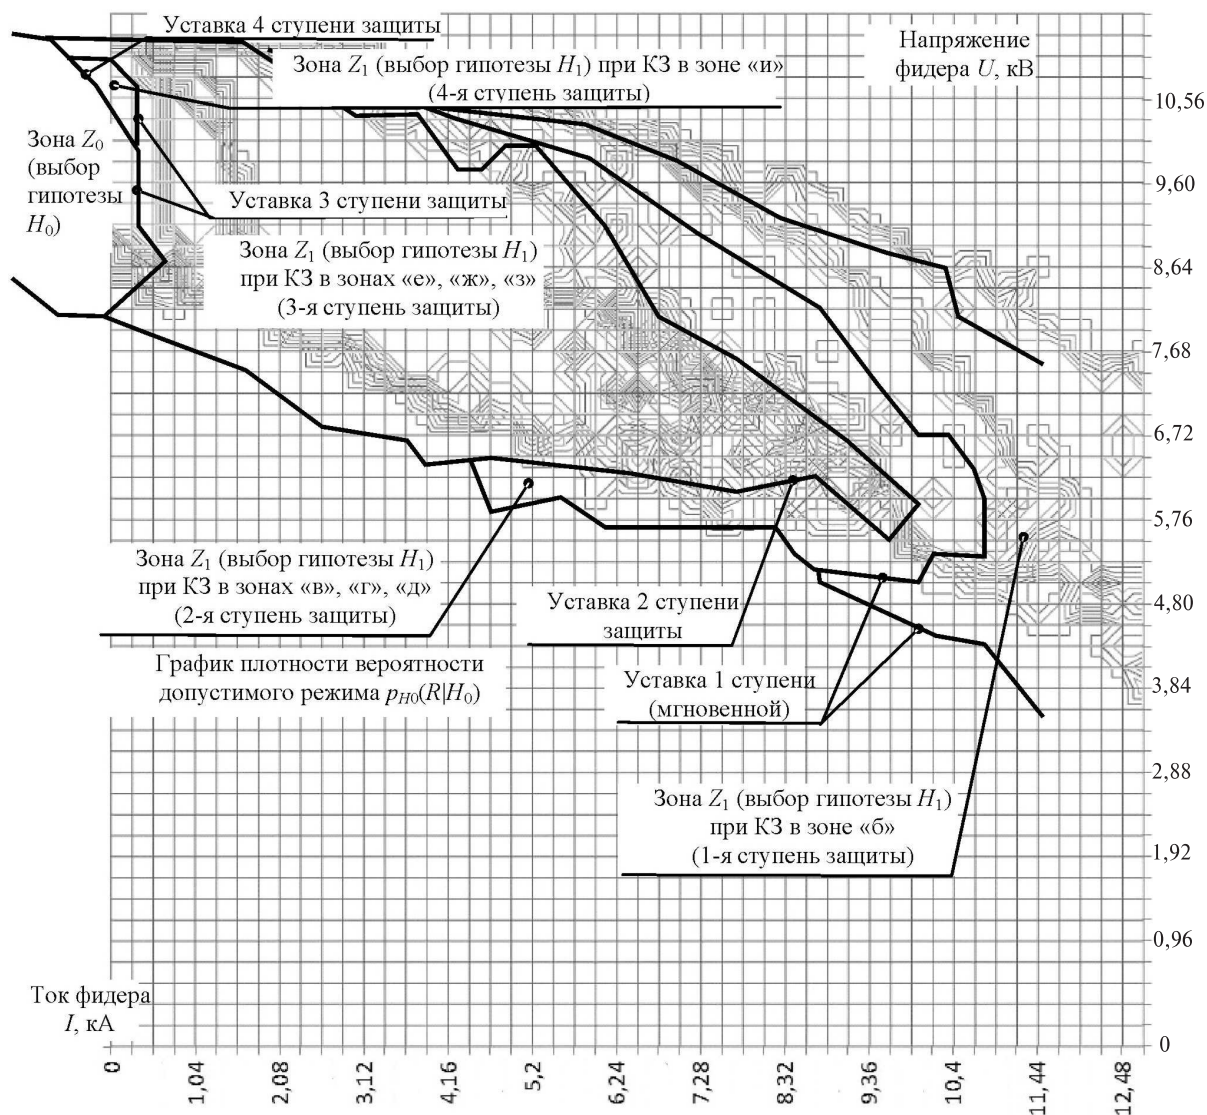 Уставка 4 ступени защиты
Напряжение
фидера U, кВ
Зона Z1 (выбор гипотезы H1) при КЗ в зоне «и»
(4-я ступень защиты)
Зона Z0
(выбор
гипотезы
H0)
Уставка 3 ступени защиты
Зона Z1 (выбор гипотезы H1)
при КЗ в зонах «е», «ж», «з»
(3-я ступень защиты)
10,56
9,60
8,64
7,68
6,72
5,76
4,80
3,84
2,88
1,92
0,96
0
Зона Z1 (выбор гипотезы H1)
при КЗ в зонах «в», «г», «д»
(2-я ступень защиты)
Уставка 2 ступени
защиты
График плотности вероятности
допустимого режима pH0(R|H0)
Уставка 1 ступени
(мгновенной)
Зона Z1 (выбор гипотезы H1)
при КЗ в зоне «б»
(1-я ступень защиты)
Ток фидера
I, кА
0
1,04
2,08
3,12
4,16
5,2
6,24
7,28
8,32
9,36
10,4
11,44
12,48